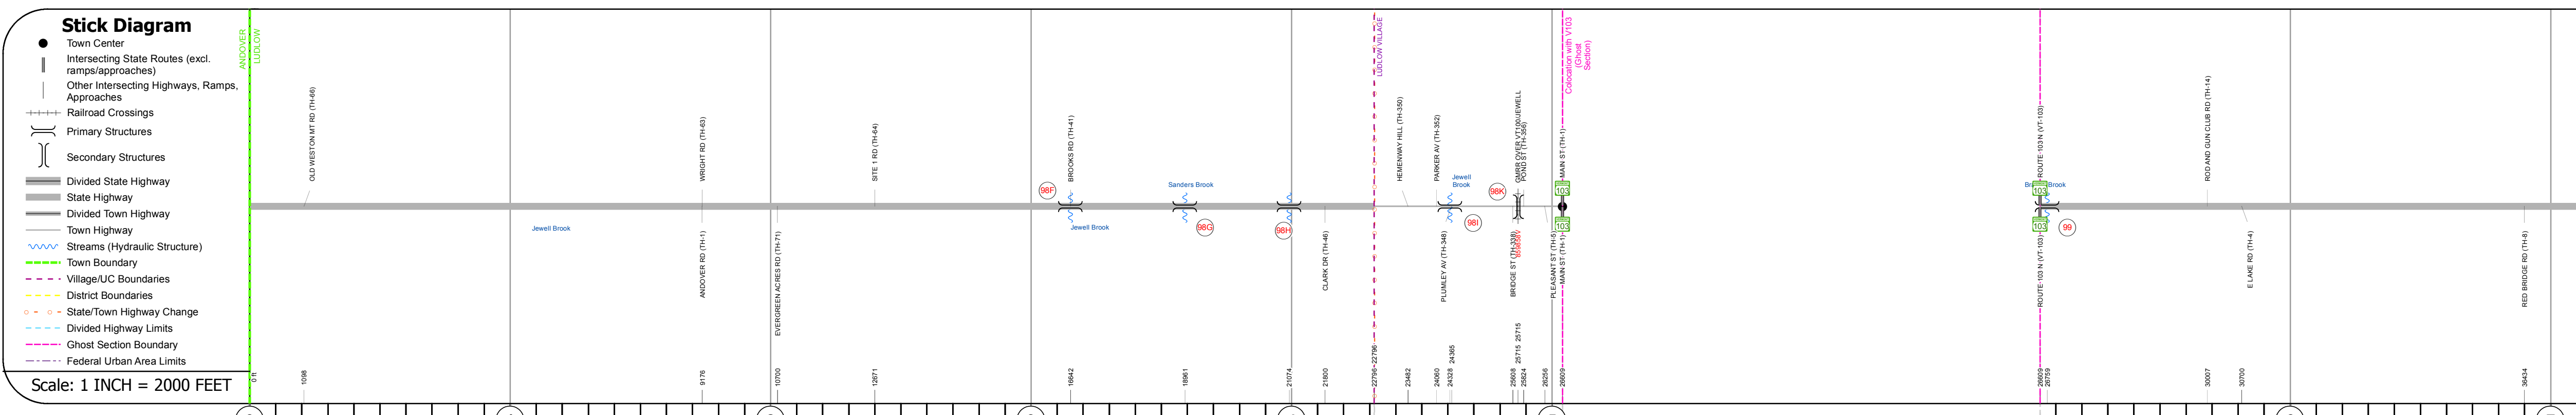 Stick Diagram
Town Center
Intersecting State Routes (excl.
ramps/approaches)
Other Intersecting Highways, Ramps,
Approaches
Railroad Crossings
Primary Structures
Secondary Structures
Divided State Highway
State Highway
Divided Town Highway
Town Highway
Streams (Hydraulic Structure)
Town Boundary
Village/UC Boundaries
District Boundaries
State/Town Highway Change
Divided Highway Limits
Ghost Section Boundary
Federal Urban Area Limits
Scale: 1 INCH = 2000 FEET
ANDOVER
LUDLOW
LUDLOW VILLAGE
Colocation with V103
(Ghost
Section)
OLD WESTON MT RD (TH-66)
WRIGHT RD (TH-63)
SITE 1 RD (TH-64)
BROOKS RD (TH-41)
HEMENWAY HILL (TH-350)
PARKER AV (TH-352)
GMRR OVER VT100/JEWELL
POND ST (TH-356)
MAIN ST (TH-1)
ROUTE-103 N (VT-103)
ROD AND GUN CLUB RD (TH-14)
98F
Sanders Brook
Jewell
Brook
98K
103
103
Brook
Jewell Brook
Jewell Brook
98G
98H
98I
103
103
99
ANDOVER RD (TH-1)
EVERGREEN ACRES RD (TH-71)
CLARK DR (TH-46)
PLUMLEY AV (TH-348)
BRIDGE ST (TH-338)
PLEASANT ST (TH-5)
MAIN ST (TH-1)
ROUTE-103 N (VT-103)
E LAKE RD (TH-4)
RED BRIDGE RD (TH-8)
0 ft
1098
9176
10700
12671
16642
18961
21074
21800
22796
22796
23482
24060
24328
24365
25608
25715
25715
25824
26256
26609
26609
26759
30007
30700
36434